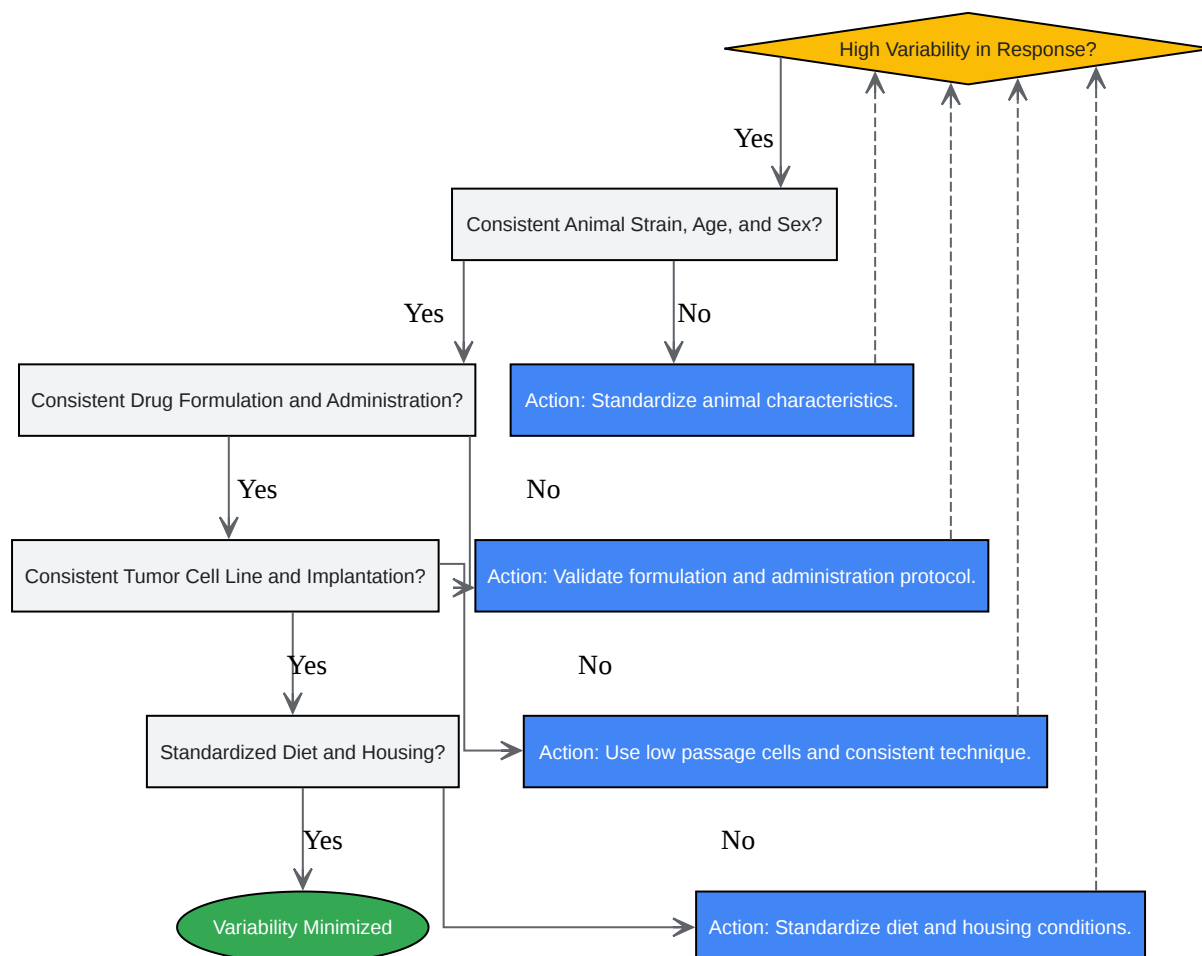 High Variability in Response?
Yes
Consistent Animal Strain, Age, and Sex?
Yes
No
Consistent Drug Formulation and Administration?
Action: Standardize animal characteristics.
Yes
No
Consistent Tumor Cell Line and Implantation?
Action: Validate formulation and administration protocol.
Yes
No
Standardized Diet and Housing?
Action: Use low passage cells and consistent technique.
Yes
No
Variability Minimized
Action: Standardize diet and housing conditions.